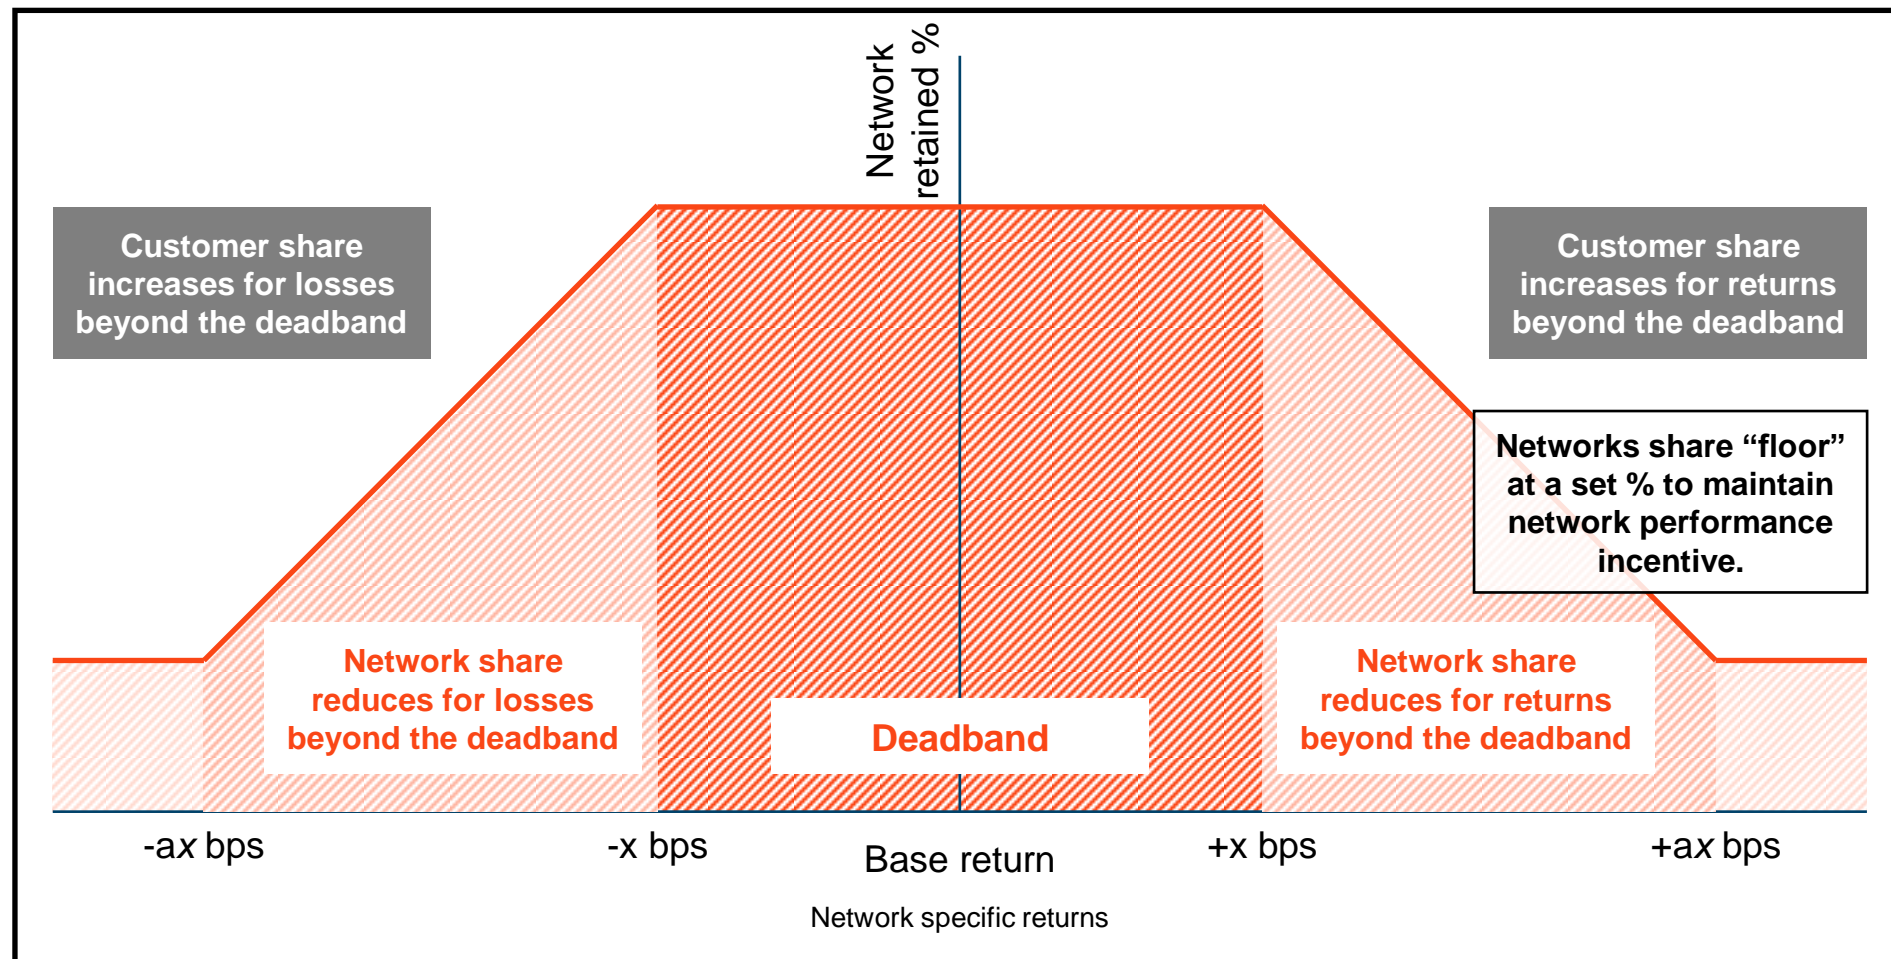 Network
retained %
Customer share
increases for losses
beyond the deadband
Customer share
increases for returns
beyond the deadband
Networks share “floor”
at a set % to maintain
network performance
incentive.
Network share
reduces for losses
beyond the deadband
Deadband
Network share
reduces for returns
beyond the deadband
-ax bps
-x bps
Base return
+x bps
+ax bps
Network specific returns